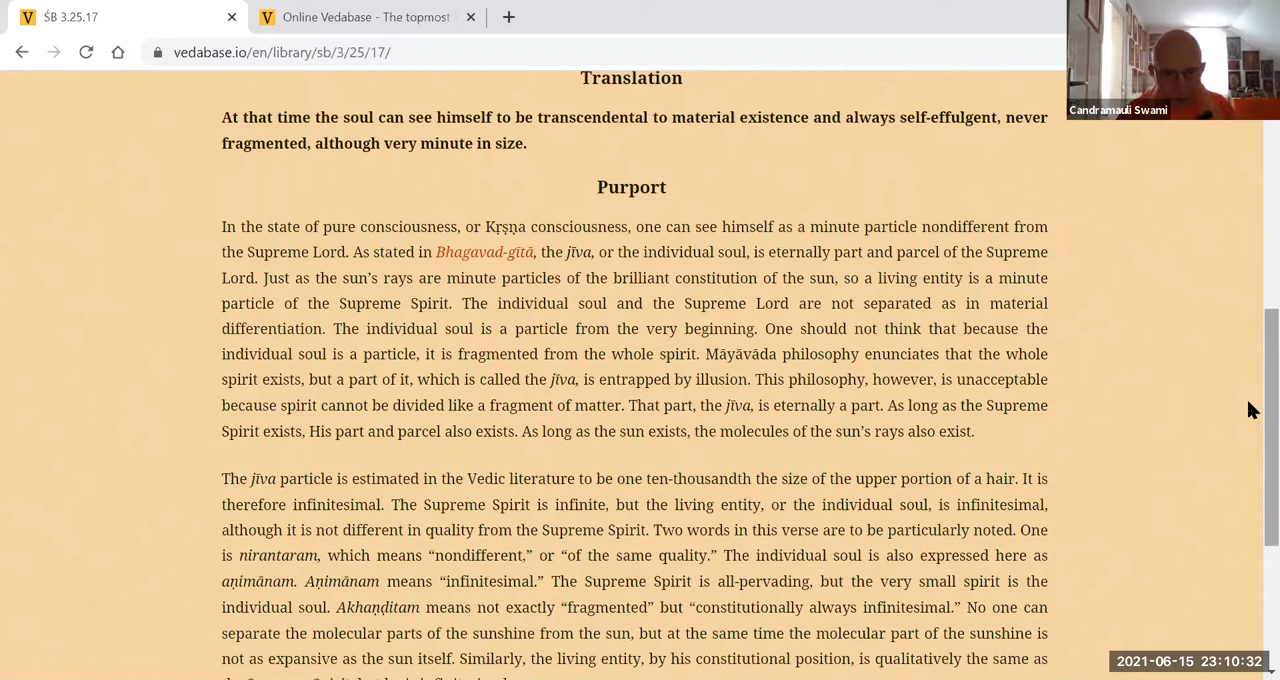 ŚB 3.25.17
Online Vedabase - The topmost
vedabase.io/en/library/sb/3/25/17/
Candramauli Swami
Translation
At that time the soul can see himself to be transcendental to material existence and always self-effulgent, never
fragmented, although very minute in size.
Purport
In the state of pure consciousness, or Kṛṣṇa consciousness, one can see himself as a minute particle nondifferent from
the Supreme Lord. As stated in Bhagavad-gītā, the jīva, or the individual soul, is eternally part and parcel of the Supreme
Lord. Just as the sun’s rays are minute particles of the brilliant constitution of the sun, so a living entity is a minute
particle of the Supreme Spirit. The individual soul and the Supreme Lord are not separated as in material
differentiation. The individual soul is a particle from the very beginning. One should not think that because the
individual soul is a particle, it is fragmented from the whole spirit. Māyāvāda philosophy enunciates that the whole
spirit exists, but a part of it, which is called the jīva, is entrapped by illusion. This philosophy, however, is unacceptable
because spirit cannot be divided like a fragment of matter. That part, the jīva, is eternally a part. As long as the Supreme
Spirit exists, His part and parcel also exists. As long as the sun exists, the molecules of the sun’s rays also exist.
The jīva particle is estimated in the Vedic literature to be one ten-thousandth the size of the upper portion of a hair. It is
therefore infinitesimal. The Supreme Spirit is infinite, but the living entity, or the individual soul, is infinitesimal,
although it is not different in quality from the Supreme Spirit. Two words in this verse are to be particularly noted. One
is nirantaram, which means “nondifferent,” or “of the same quality.” The individual soul is also expressed here as
aṇimānam. Aṇimānam means “infinitesimal.” The Supreme Spirit is all-pervading, but the very small spirit is the
individual soul. Akhaṇḍitam means not exactly “fragmented” but “constitutionally always infinitesimal.” No one can
separate the molecular parts of the sunshine from the sun, but at the same time the molecular part of the sunshine is
not as expansive as the sun itself. Similarly, the living entity, by his constitutional position, is qualitatively the same as
2021-06-15 23:10:32